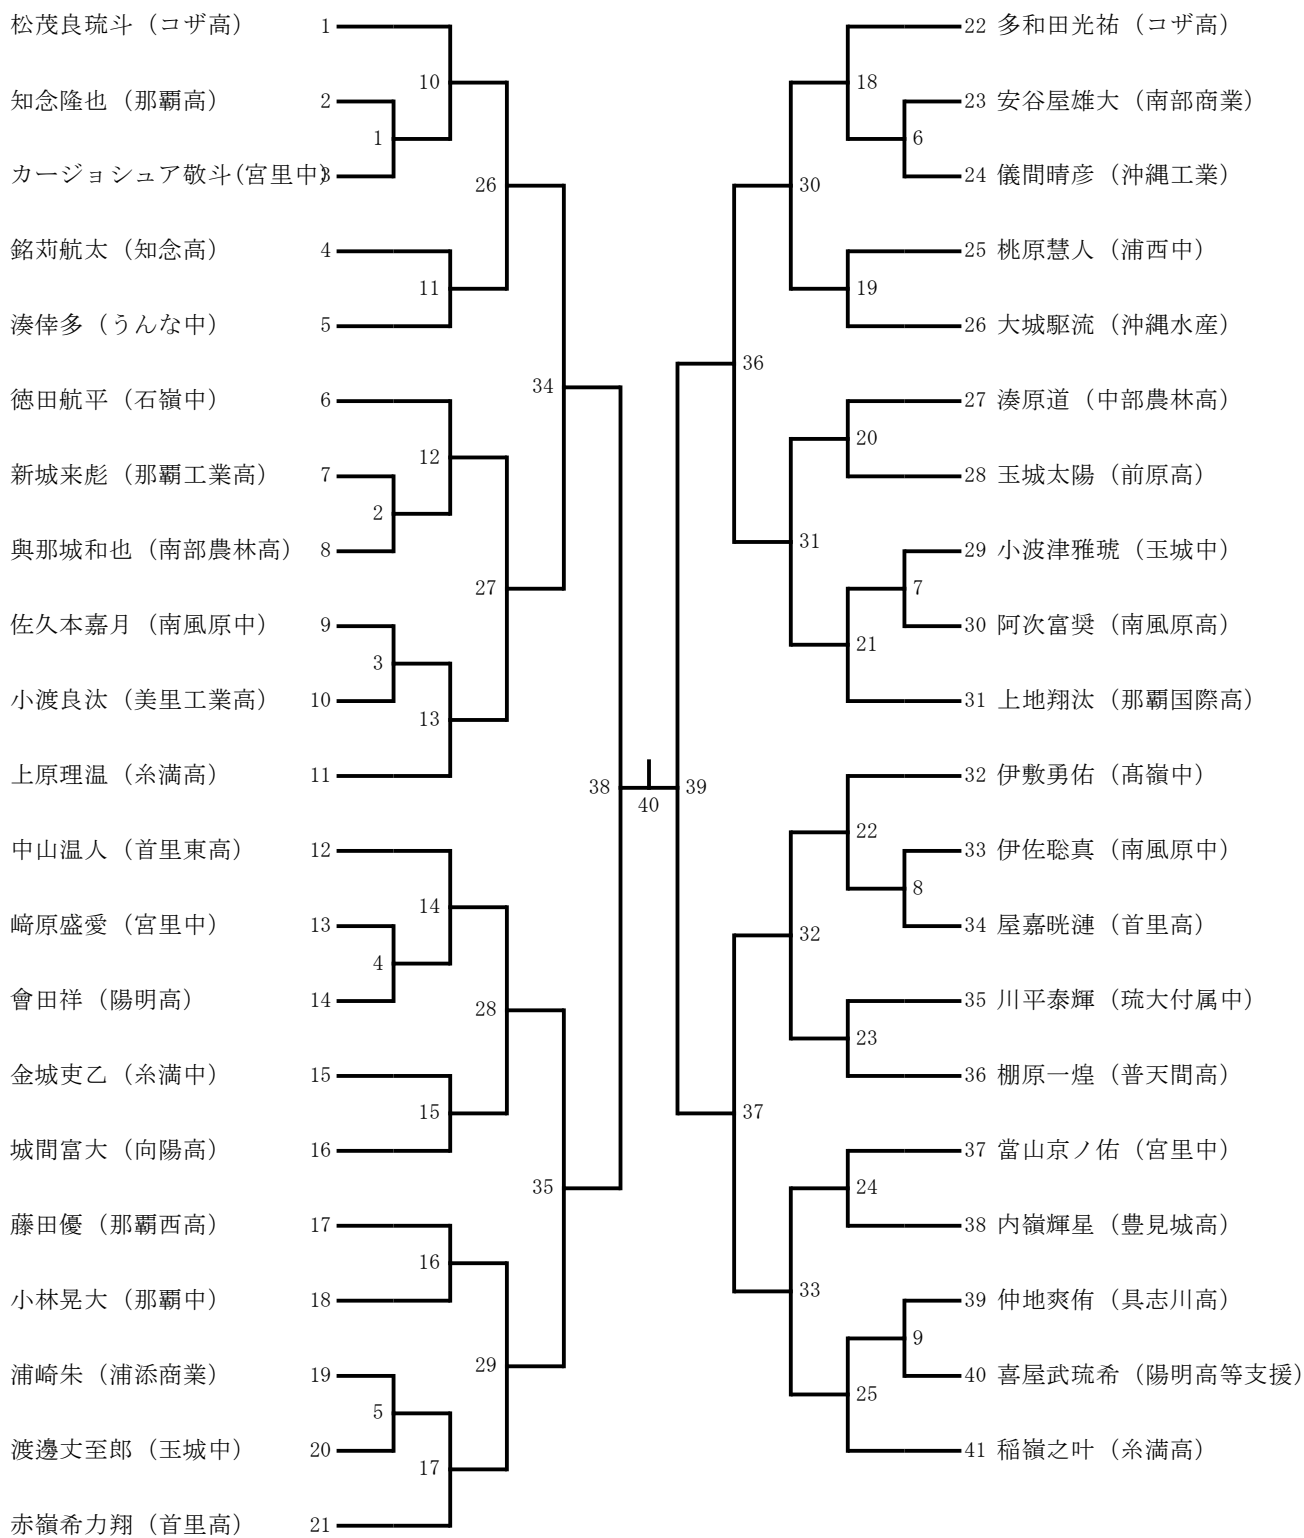 松茂良琉斗（コザ高） 1
知念隆也（那覇高） 2
カージョシュア敬斗(宮里中) 3
銘苅航太（知念高） 4
湊倖多（うんな中） 5
徳田航平（石嶺中） 6
新城来彪（那覇工業高） 7
與那城和也（南部農林高） 8
佐久本嘉月（南風原中） 9
小渡良汰（美里工業高） 10
上原理温（糸満高） 11
中山温人（首里東高） 12
﨑原盛愛（宮里中） 13
會田祥（陽明高） 14
金城吏乙（糸満中） 15
城間富大（向陽高） 16
藤田優（那覇西高） 17
小林晃大（那覇中） 18
浦崎朱（浦添商業） 19
渡邊丈至郎（玉城中） 20
赤嶺希力翔（首里高） 21
1
2
3
4
5
10
11
12
13
14
15
16
17
26
27
28
29
34
35
38
40
39
36
37
30
31
32
33
18
19
20
21
22
23
24
25
6
7
8
9
22 多和田光祐（コザ高）
23 安谷屋雄大（南部商業）
24 儀間晴彦（沖縄工業）
25 桃原慧人（浦西中）
26 大城駆流（沖縄水産）
27 湊原道（中部農林高）
28 玉城太陽（前原高）
29 小波津雅琥（玉城中）
30 阿次富奨（南風原高）
31 上地翔汰（那覇国際高）
32 伊敷勇佑（髙嶺中）
33 伊佐聡真（南風原中）
34 屋嘉晄漣（首里高）
35 川平泰輝（琉大付属中）
36 棚原一煌（普天間高）
37 當山京ノ佑（宮里中）
38 内嶺輝星（豊見城高）
39 仲地爽侑（具志川高）
40 喜屋武琉希（陽明高等支援）
41 稲嶺之叶（糸満高）